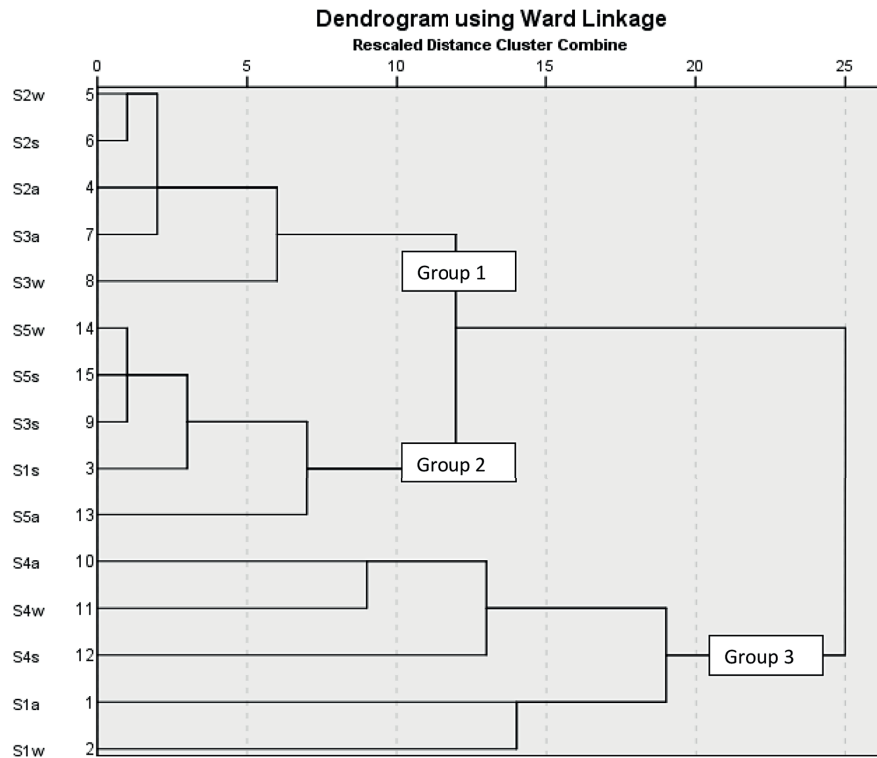 Dendrogram using Ward Linkage
Rescaled Distance Cluster Combine
0 5 10 15 20 25
S2w 5
S2s 6
S2a 4
S3a 7
S3w 8
Group 1
S5w 14
S5s 15
S3s 9
S1s 3
Group 2
S5a 13
S4a 10
S4w 11
S4s 12
Group 3
S1a 1
S1w 2